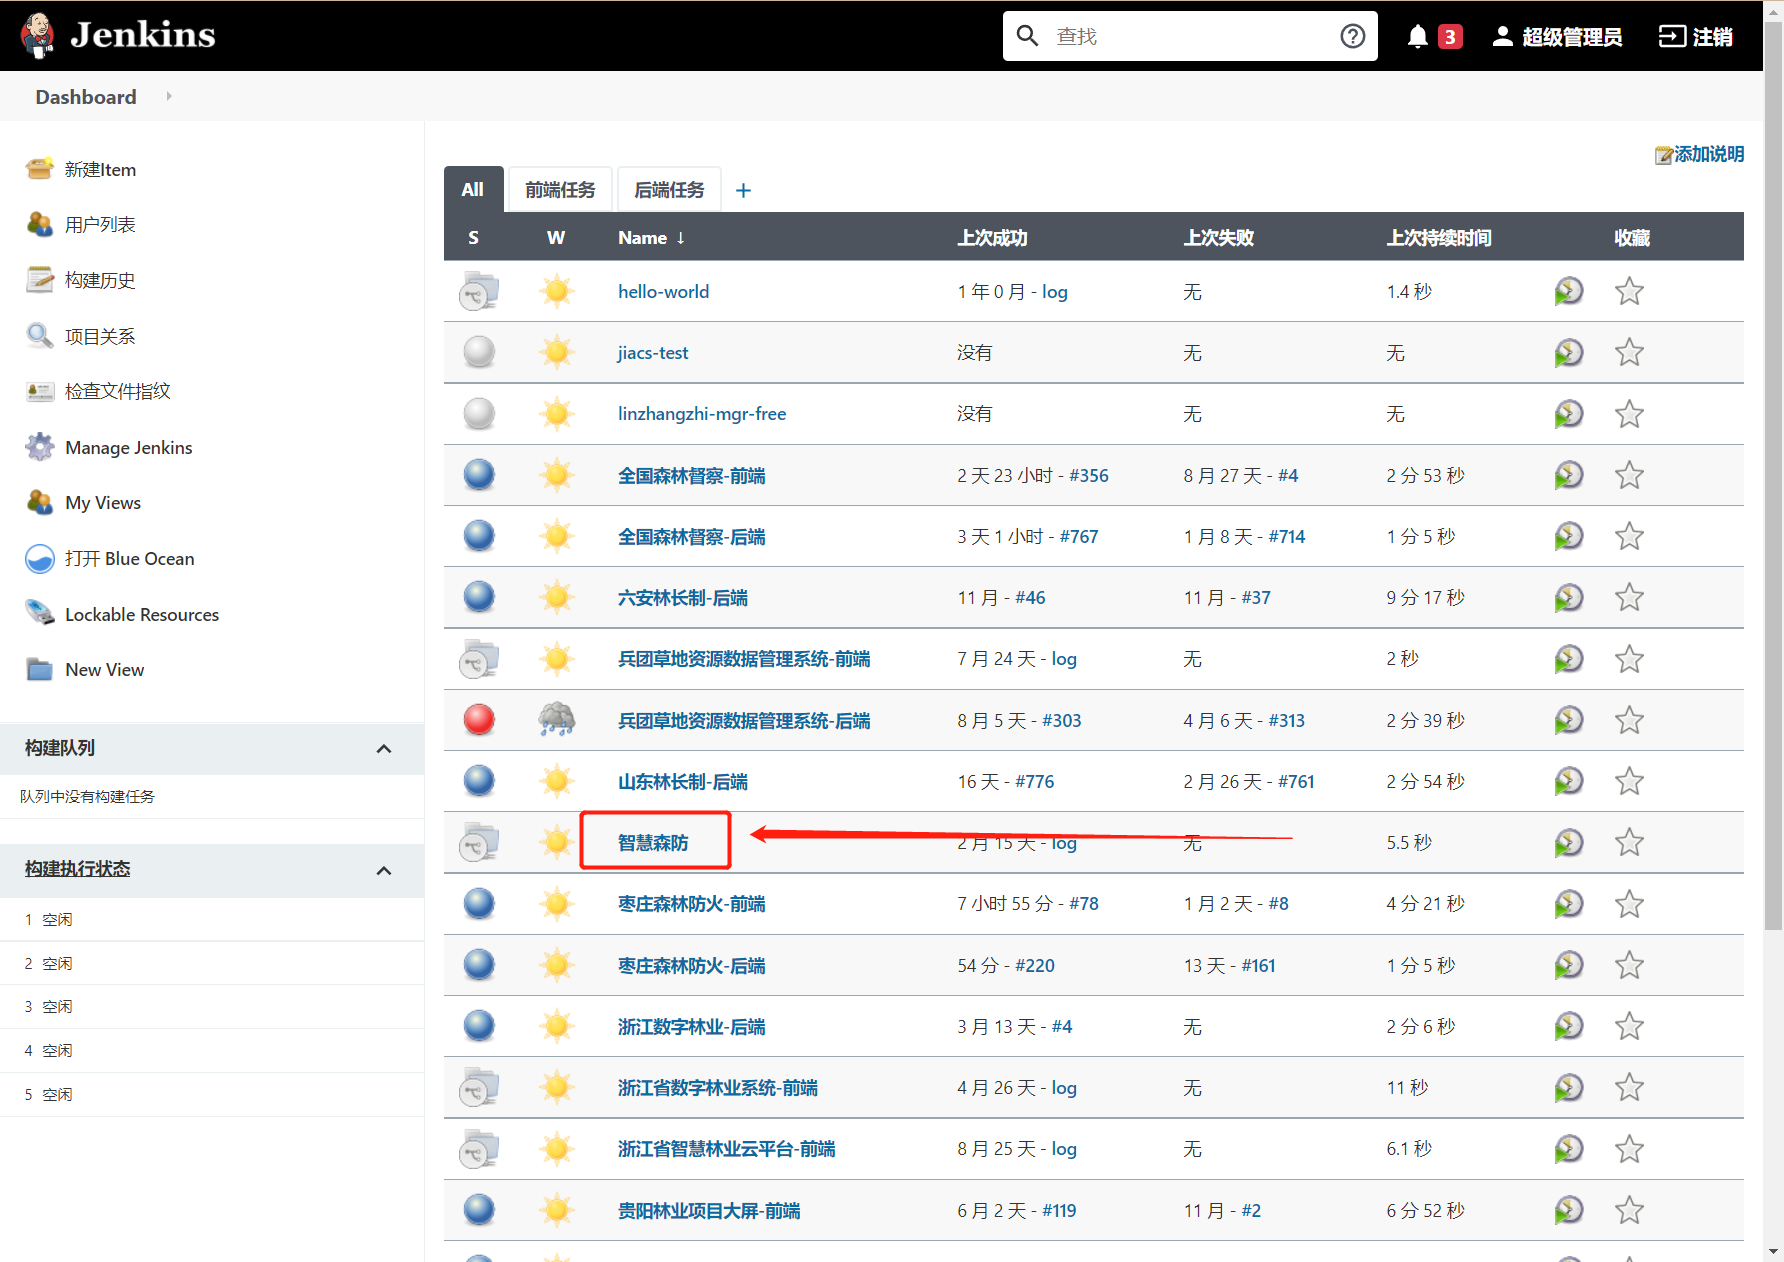 Jenkins
查找
3
超级管理员
注销
Dashboard
新建Item
用户列表
构建历史
项目关系
检查文件指纹
Manage Jenkins
My Views
打开 Blue Ocean
Lockable Resources
New View
构建队列
队列中没有构建任务
构建执行状态
1 空闲
2 空闲
3 空闲
4 空闲
5 空闲
添加说明
All 前端任务 后端任务 +
S W Name ↓ 上次成功 上次失败 上次持续时间 收藏
hello-world 1 年 0 月 - log 无 1.4 秒
jiacs-test 没有 无 无
linzhangzhi-mgr-free 没有 无 无
全国森林督察-前端 2 天 23 小时 - #356 8 月 27 天 - #4 2 分 53 秒
全国森林督察-后端 3 天 1 小时 - #767 1 月 8 天 - #714 1 分 5 秒
六安林长制-后端 11 月 - #46 11 月 - #37 9 分 17 秒
兵团草地资源数据管理系统-前端 7 月 24 天 - log 无 2 秒
兵团草地资源数据管理系统-后端 8 月 5 天 - #303 4 月 6 天 - #313 2 分 39 秒
山东林长制-后端 16 天 - #776 2 月 26 天 - #761 2 分 54 秒
智慧森防 2 月 15 天 - log 无 5.5 秒
枣庄森林防火-前端 7 小时 55 分 - #78 1 月 2 天 - #8 4 分 21 秒
枣庄森林防火-后端 54 分 - #220 13 天 - #161 1 分 5 秒
浙江数字林业-后端 3 月 13 天 - #4 无 2 分 6 秒
浙江省数字林业系统-前端 4 月 26 天 - log 无 11 秒
浙江省智慧林业云平台-前端 8 月 25 天 - log 无 6.1 秒
贵阳林业项目大屏-前端 6 月 2 天 - #119 11 月 - #2 6 分 52 秒